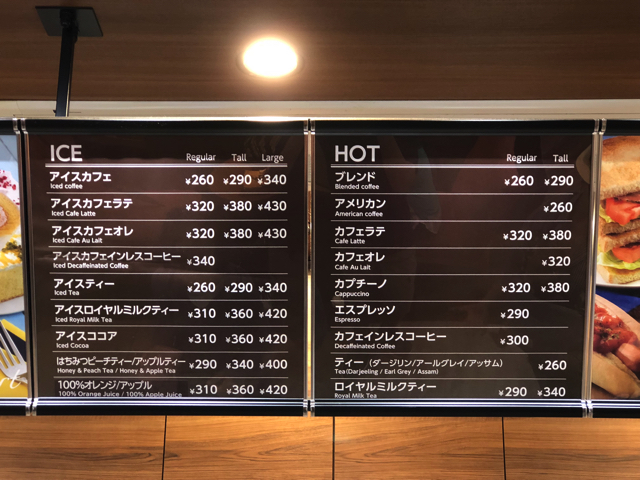 ICE
Regular Tall Large
アイスカフェ ¥260 ¥290 ¥340
Iced coffee
アイスカフェラテ ¥320 ¥380 ¥430
Iced Cafe Latte
アイスカフェオレ ¥320 ¥380 ¥430
Iced Cafe Au Lait
アイスカフェインレスコーヒー ¥340
Iced Decaffeinated Coffee
アイスティー ¥260 ¥290 ¥340
Iced Tea
アイスロイヤルミルクティー ¥310 ¥360 ¥420
Iced Royal Milk Tea
アイスココア ¥310 ¥360 ¥420
Iced Cocoa
はちみつピーチティー/アップルティー ¥290 ¥340 ¥400
Honey & Peach Tea / Honey & Apple Tea
100%オレンジ/アップル ¥310 ¥360 ¥420
100% Orange Juice / 100% Apple Juice
HOT
Regular Tall
ブレンド ¥260 ¥290
Blended coffee
アメリカン ¥260
American coffee
カフェラテ ¥320 ¥380
Cafe Latte
カフェオレ ¥320
Cafe Au Lait
カプチーノ ¥320 ¥380
Cappuccino
エスプレッソ ¥290
Espresso
カフェインレスコーヒー ¥300
Decaffeinated Coffee
ティー（ダージリン/アールグレイ/アッサム） ¥260
Tea (Darjeeling / Earl Grey / Assam)
ロイヤルミルクティー ¥290 ¥340
Royal Milk Tea